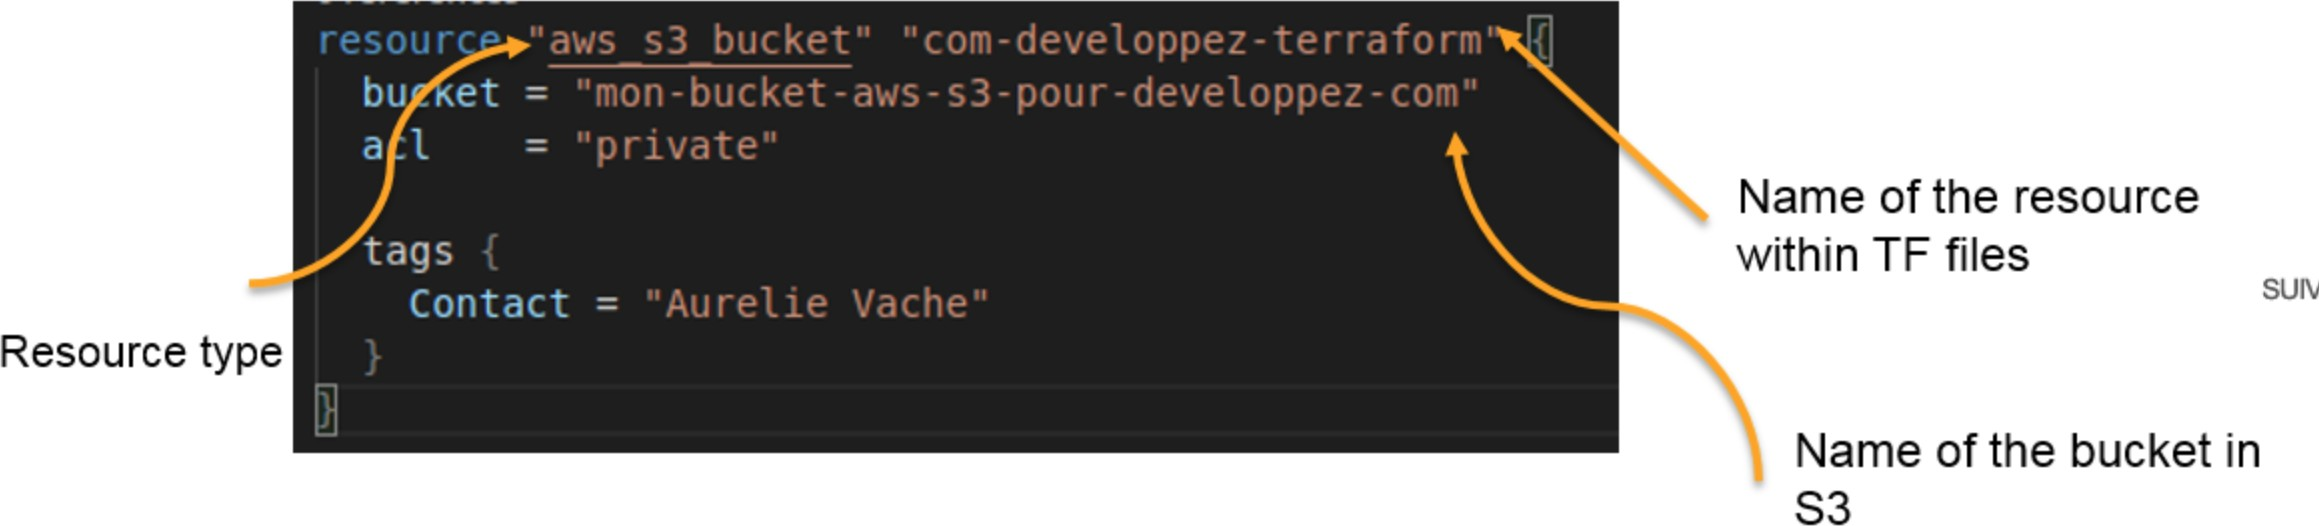 resource "aws_s3_bucket" "com-developpez-terraform" {
bucket = "mon-bucket-aws-s3-pour-developpez-com"
acl    = "private"
tags {
Contact = "Aurelie Vache"
}
}
Resource type
Name of the resource
within TF files
Name of the bucket in
S3